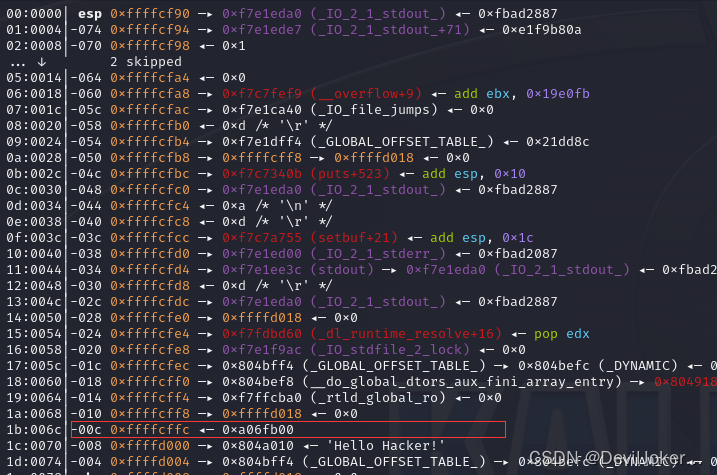 00:0000│ esp 0xffffcf90 —▸ 0xf7e1eda0 (_IO_2_1_stdout_) ◂— 0xfbad2887
01:0004│-074 0xffffcf94 —▸ 0xf7e1ede7 (_IO_2_1_stdout_+71) ◂— 0xe1f9b80a
02:0008│-070 0xffffcf98 ◂— 0x1
... ↓     2 skipped
05:0014│-064 0xffffcfa4 ◂— 0x0
06:0018│-060 0xffffcfa8 —▸ 0xf7c7fef9 (__overflow+9) ◂— add ebx, 0x19e0fb
07:001c│-05c 0xffffcfac —▸ 0xf7e1ca40 (_IO_file_jumps) ◂— 0x0
08:0020│-058 0xffffcfb0 ◂— 0xd /* '\r' */
09:0024│-054 0xffffcfb4 —▸ 0xf7e1dff4 (_GLOBAL_OFFSET_TABLE_) ◂— 0x21dd8c
0a:0028│-050 0xffffcfb8 —▸ 0xffffcff8 —▸ 0xffffd018 ◂— 0x0
0b:002c│-04c 0xffffcfbc —▸ 0xf7c7340b (puts+523) ◂— add esp, 0x10
0c:0030│-048 0xffffcfc0 —▸ 0xf7e1eda0 (_IO_2_1_stdout_) ◂— 0xfbad2887
0d:0034│-044 0xffffcfc4 ◂— 0xa /* '\n' */
0e:0038│-040 0xffffcfc8 ◂— 0xd /* '\r' */
0f:003c│-03c 0xffffcfcc —▸ 0xf7c7a755 (setbuf+21) ◂— add esp, 0x1c
10:0040│-038 0xffffcfd0 —▸ 0xf7e1ed00 (_IO_2_1_stderr_) ◂— 0xfbad2087
11:0044│-034 0xffffcfd4 —▸ 0xf7e1ee3c (stdout) —▸ 0xf7e1eda0 (_IO_2_1_stdout_) ◂— 0xfbad2
12:0048│-030 0xffffcfd8 ◂— 0xd /* '\r' */
13:004c│-02c 0xffffcfdc —▸ 0xf7e1eda0 (_IO_2_1_stdout_) ◂— 0xfbad2887
14:0050│-028 0xffffcfe0 —▸ 0xffffd018 ◂— 0x0
15:0054│-024 0xffffcfe4 —▸ 0xf7fdbd60 (_dl_runtime_resolve+16) ◂— pop edx
16:0058│-020 0xffffcfe8 —▸ 0xf7e1f9ac (_IO_stdfile_2_lock) ◂— 0x0
17:005c│-01c 0xffffcfec —▸ 0x804bff4 (_GLOBAL_OFFSET_TABLE_) —▸ 0x804befc (_DYNAMIC) ◂— 0
18:0060│-018 0xffffcff0 —▸ 0x804bef8 (__do_global_dtors_aux_fini_array_entry) —▸ 0x804918
19:0064│-014 0xffffcff4 —▸ 0xf7ffcba0 (_rtld_global_ro) ◂— 0x0
1a:0068│-010 0xffffcff8 —▸ 0xffffd018 ◂— 0x0
1b:006c│-00c 0xffffcffc ◂— 0xa06fb00
1c:0070│-008 0xffffd000 —▸ 0x804a010 ◂— 'Hello Hacker!'
1d:0074│-004 0xffffd004 —▸ 0x804bff4 (_GLOBAL_OFFSET_TABLE_) —▸ 0x804befc (_DYNAMIC) ◂—
CSDN @DevilJoker